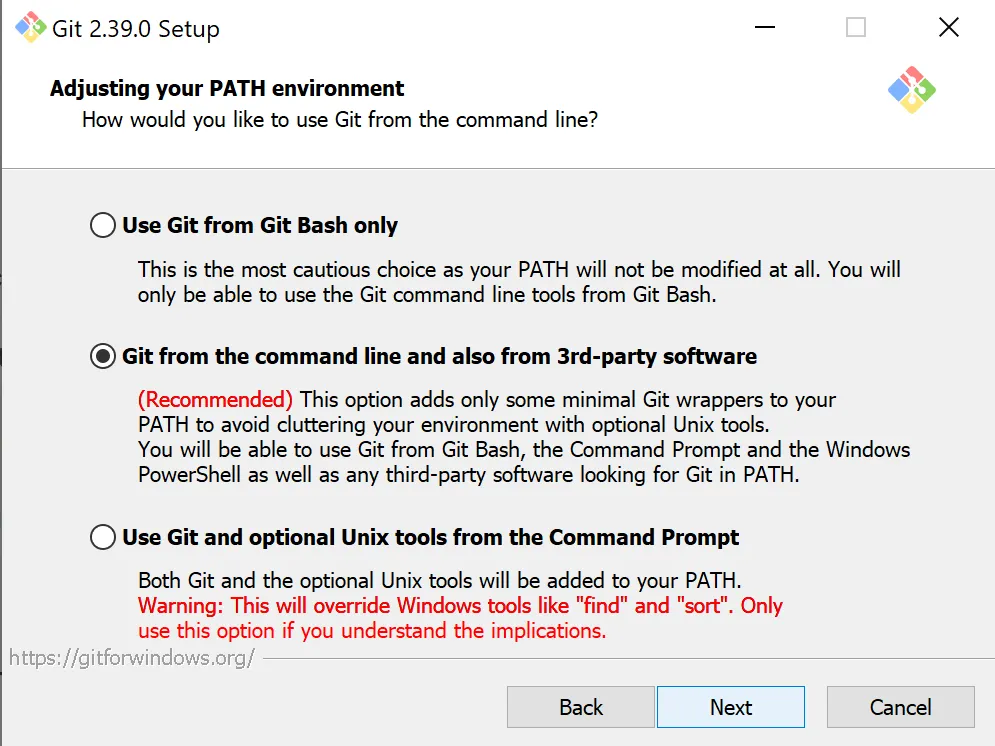 Git 2.39.0 Setup
Adjusting your PATH environment
How would you like to use Git from the command line?
Use Git from Git Bash only
This is the most cautious choice as your PATH will not be modified at all. You will
only be able to use the Git command line tools from Git Bash.
Git from the command line and also from 3rd-party software
(Recommended) This option adds only some minimal Git wrappers to your
PATH to avoid cluttering your environment with optional Unix tools.
You will be able to use Git from Git Bash, the Command Prompt and the Windows
PowerShell as well as any third-party software looking for Git in PATH.
Use Git and optional Unix tools from the Command Prompt
Both Git and the optional Unix tools will be added to your PATH.
Warning: This will override Windows tools like "find" and "sort". Only
use this option if you understand the implications.
https://gitforwindows.org/
Back Next Cancel